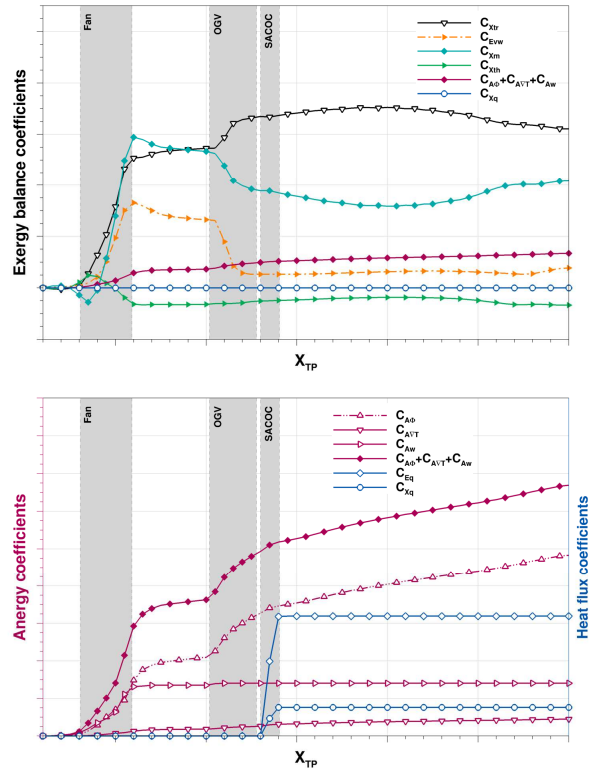 Fan
OGV
SACOC
C_Xtr
C_Evw
C_Xm
C_Xth
C_AΦ+C_A∇T+C_Aw
C_Xq
Exergy balance coefficients
X_TP
Fan
OGV
SACOC
C_AΦ
C_A∇T
C_Aw
C_AΦ+C_A∇T+C_Aw
C_Eq
C_Xq
Anergy coefficients
Heat flux coefficients
X_TP